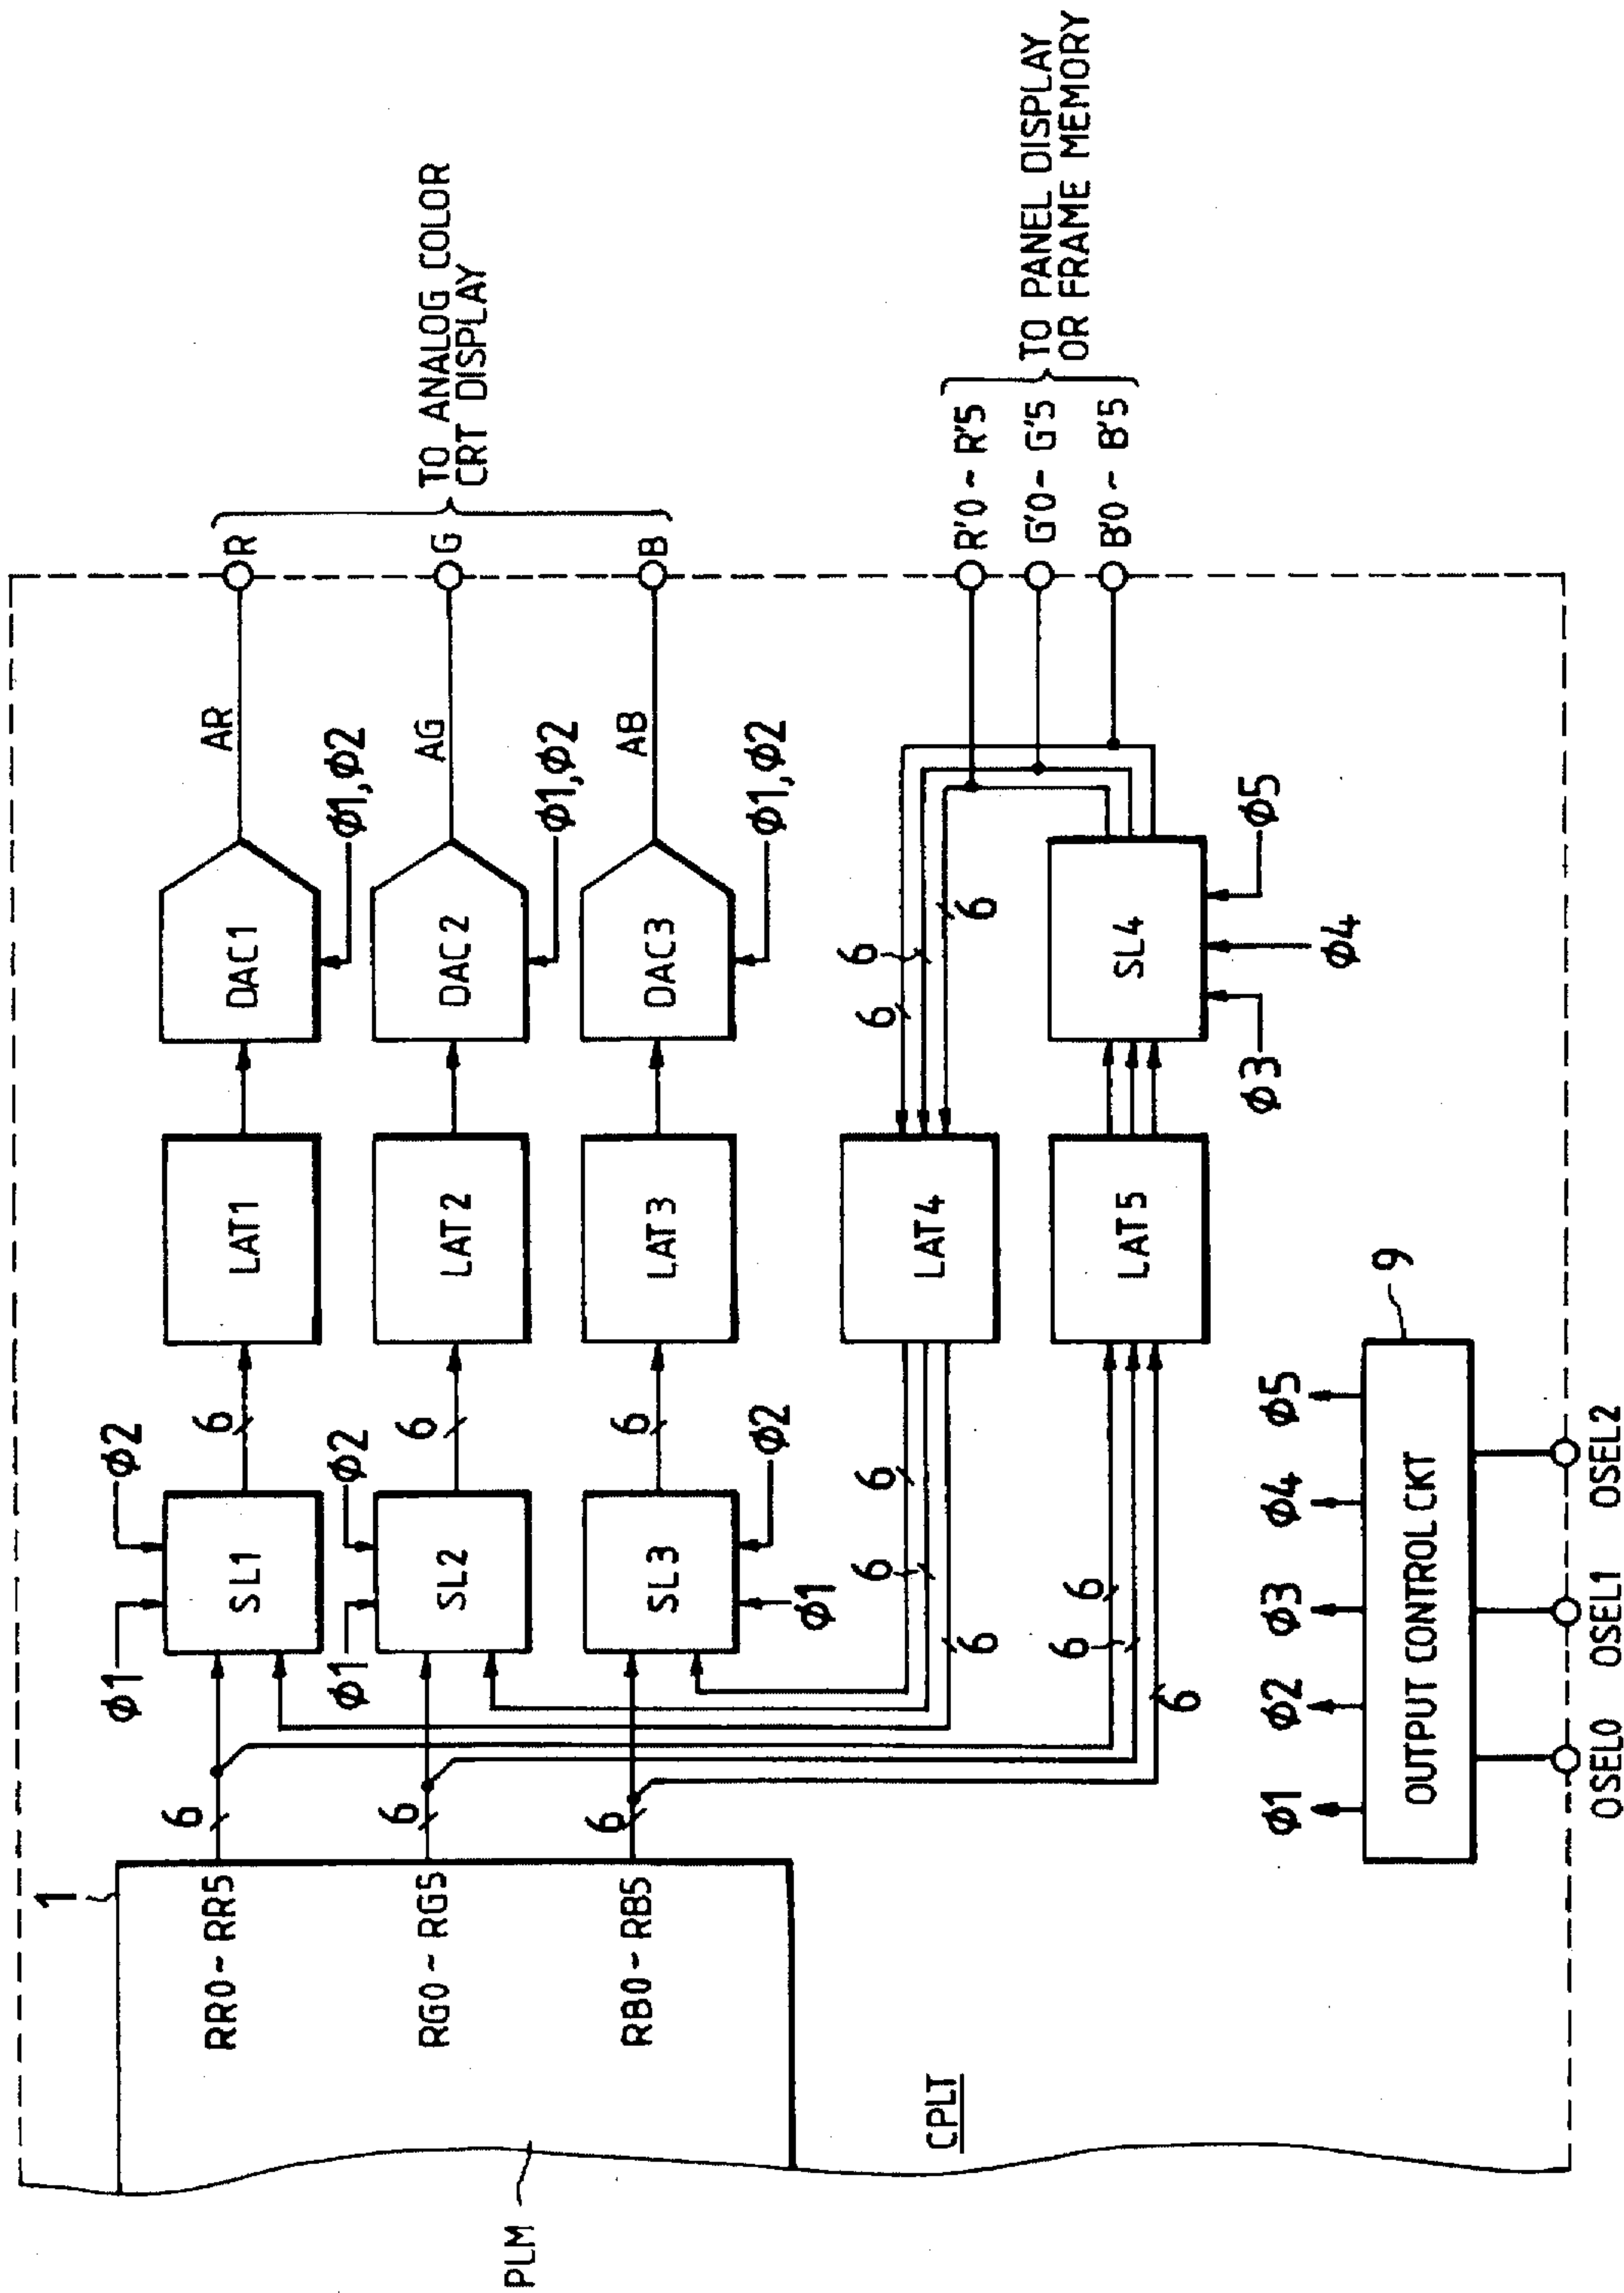 1
PLM
RR0~RR5
RG0~RG5
RB0~RB5
6
6
6
φ1
φ2
SL1
6
LAT1
DAC1
φ1,φ2
AR
R
φ1
φ2
SL2
6
LAT2
DAC2
φ1,φ2
AG
G
SL3
φ1
φ2
6
LAT3
DAC3
φ1,φ2
AB
B
TO ANALOG COLOR
CRT DISPLAY
6
6
6
LAT4
6
6
6
6
6
6
LAT5
SL4
φ3
φ4
φ5
R'0~R'5
G'0~G'5
B'0~B'5
TO PANEL DISPLAY
OR FRAME MEMORY
CPLT
φ1
φ2
φ3
φ4
φ5
OUTPUT CONTROL CKT
9
OSEL0
OSEL1
OSEL2